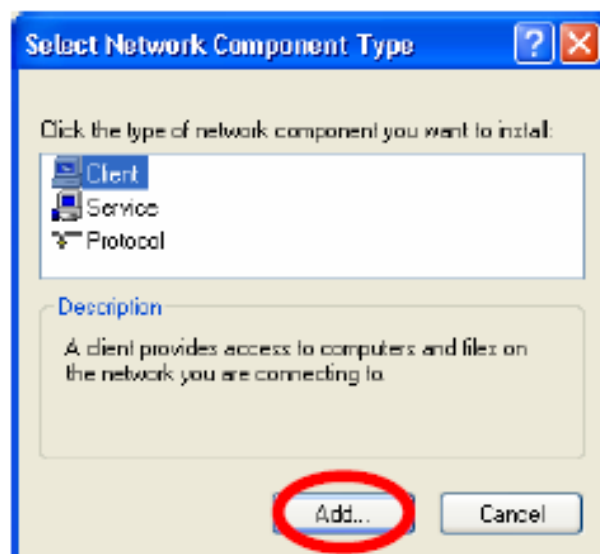 Select Network Component Type
Click the type of network component you want to install:
Client
Service
Protocol
Description
A client provides access to computers and files on
the network you are connecting to.
Add...
Cancel